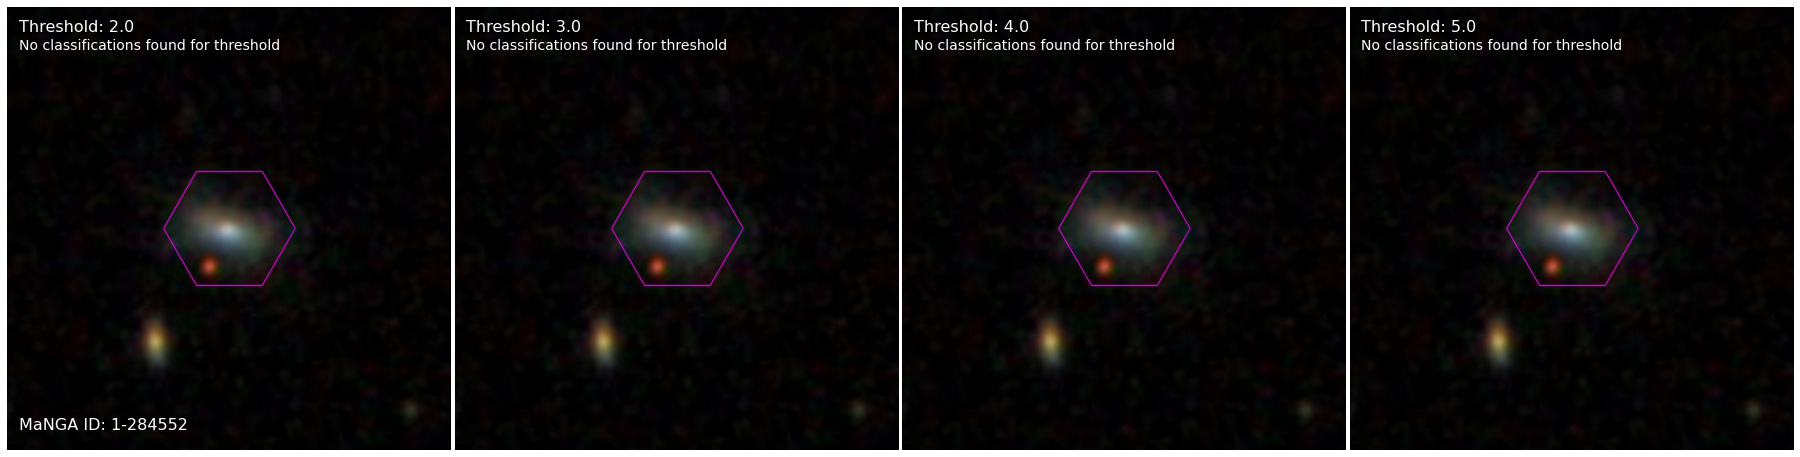 Threshold: 2.0
No classifications found for threshold
MaNGA ID: 1-284552
Threshold: 3.0
No classifications found for threshold
Threshold: 4.0
No classifications found for threshold
Threshold: 5.0
No classifications found for threshold